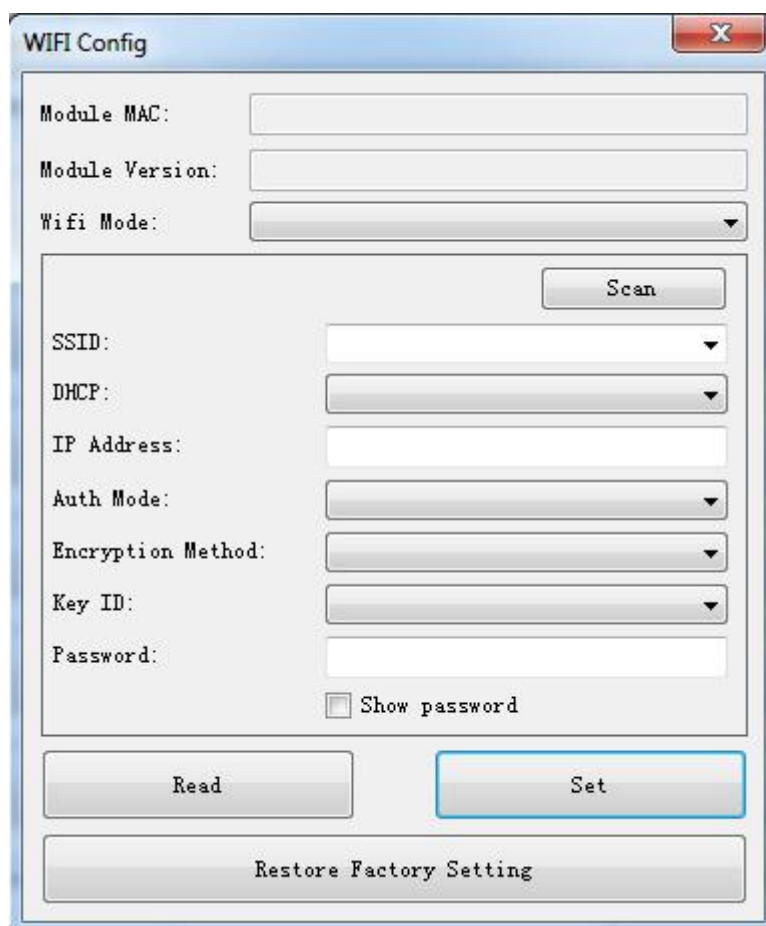 WIFI Config
Module MAC:
Module Version:
Wifi Mode:
Scan
SSID:
DHCP:
IP Address:
Auth Mode:
Encryption Method:
Key ID:
Password:
Show password
Read Set
Restore Factory Setting